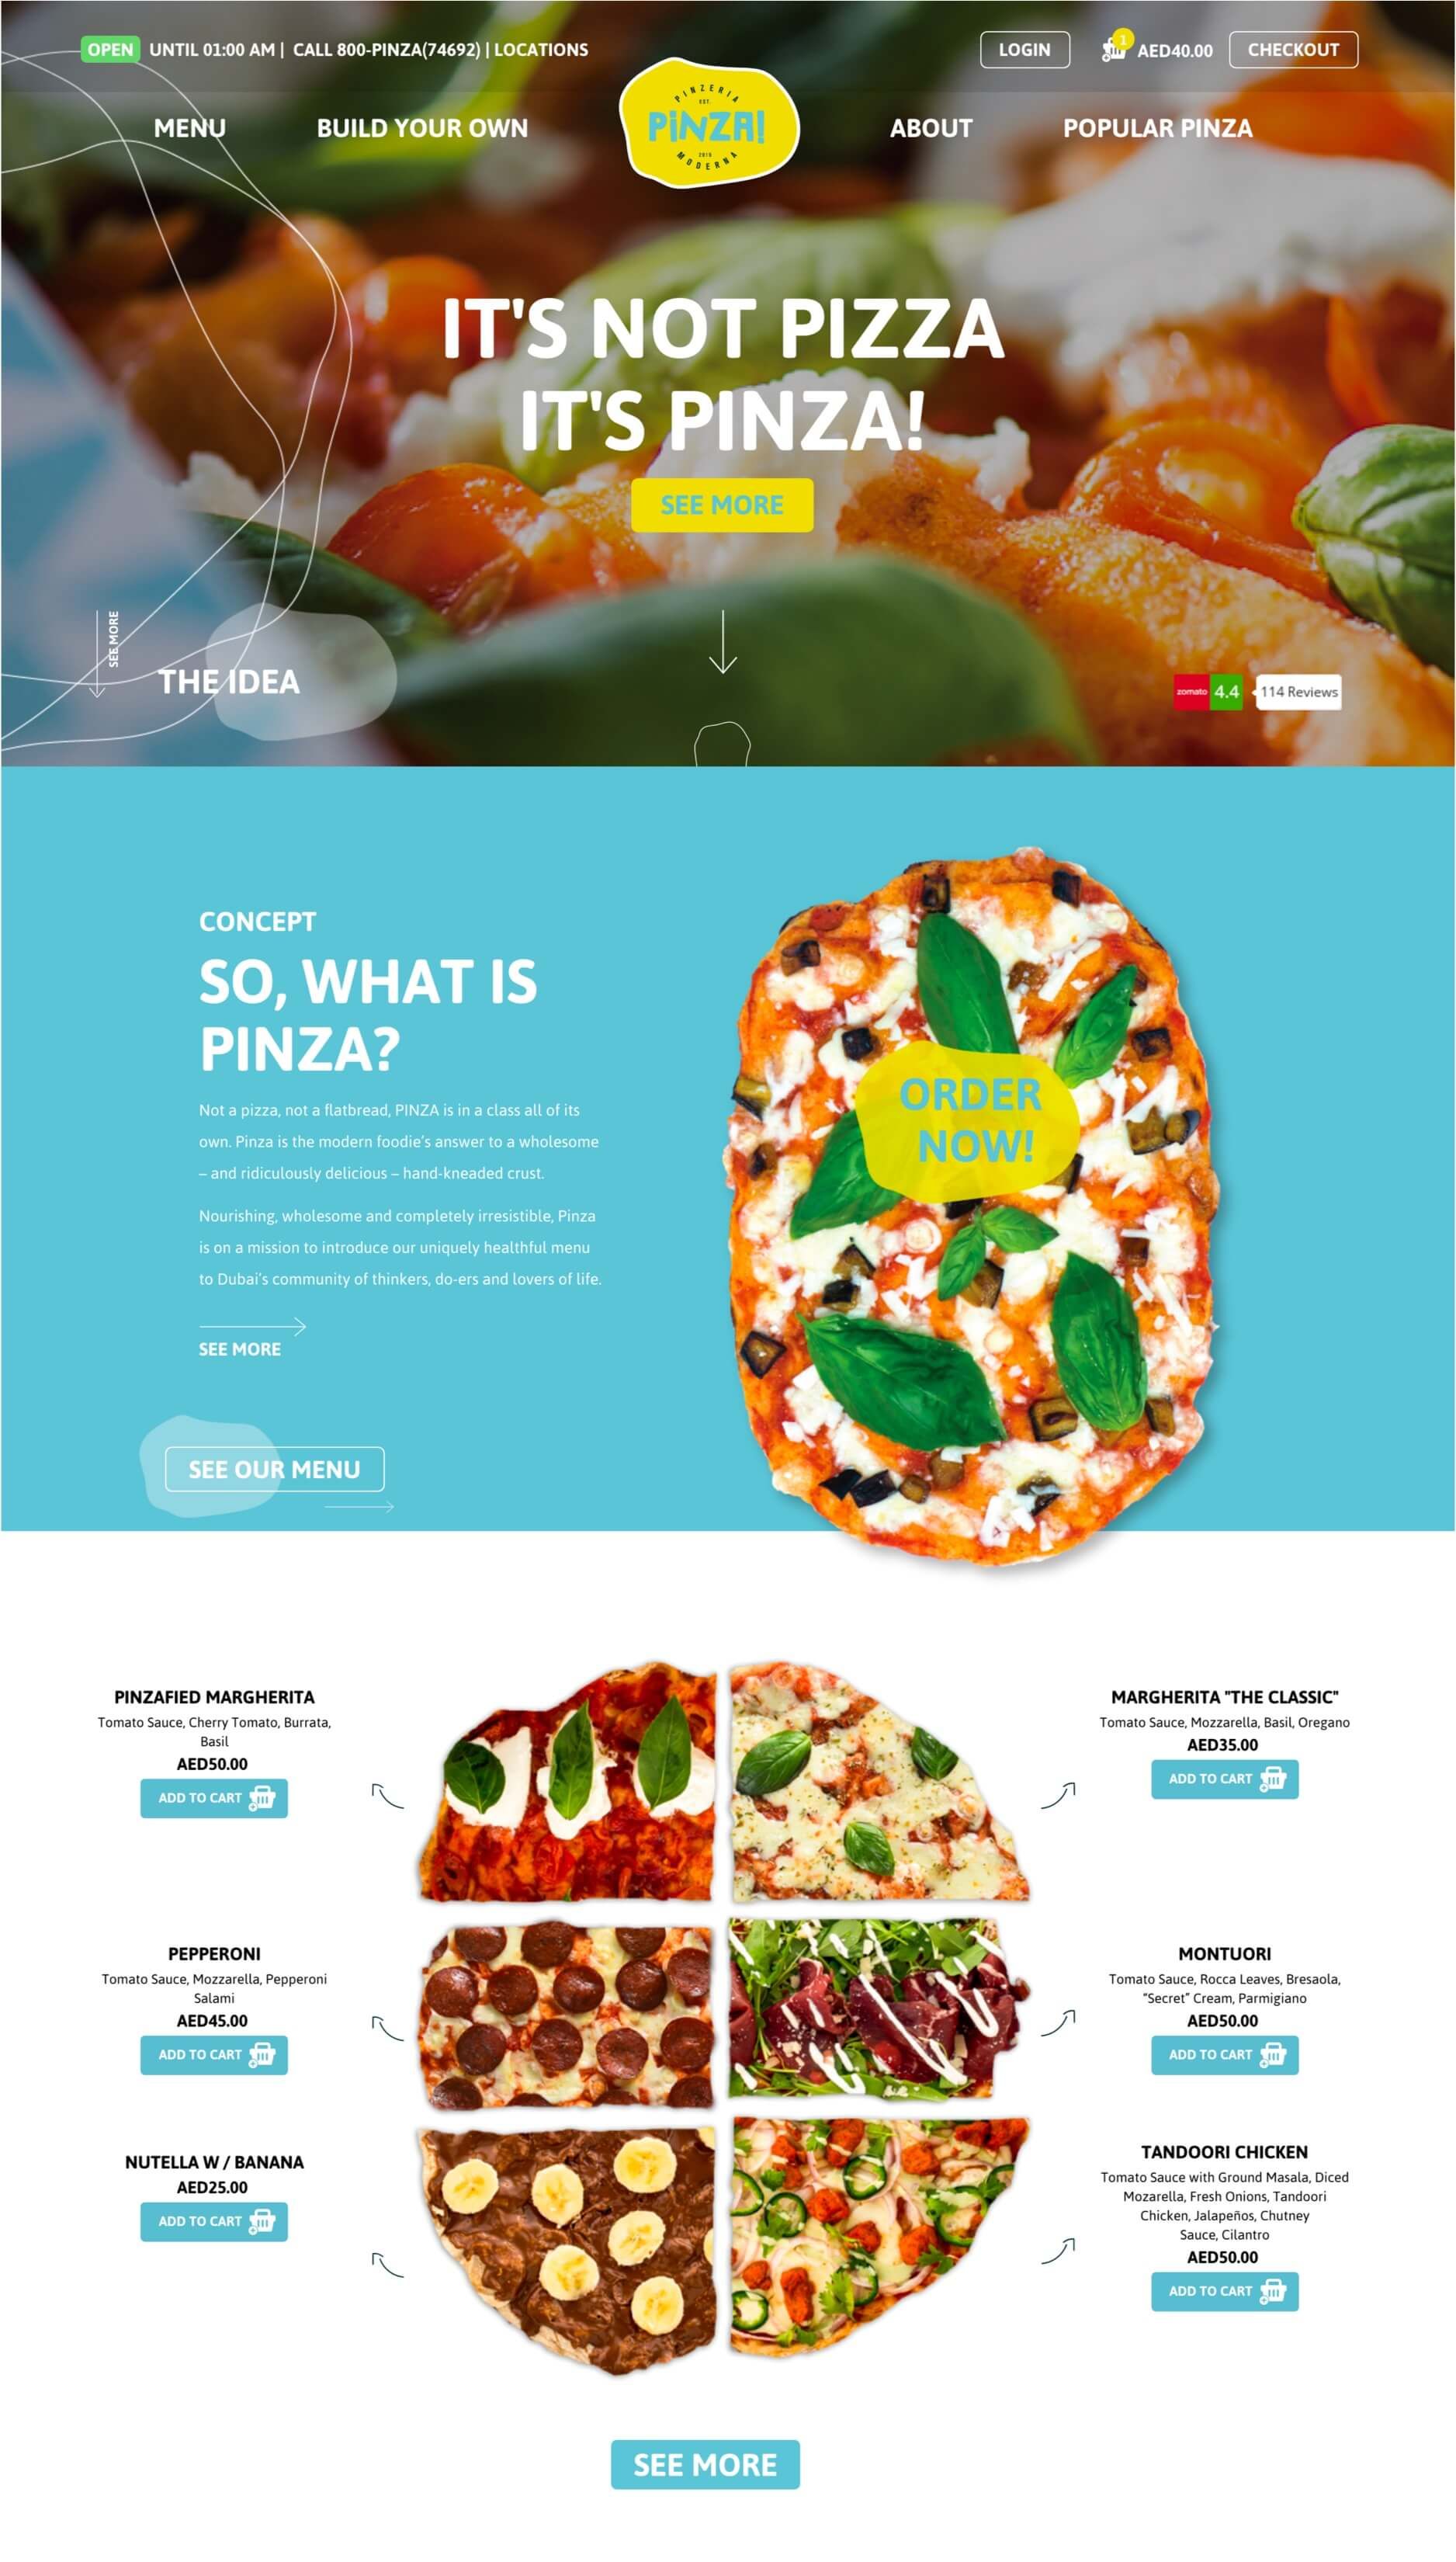 OPEN UNTIL 01:00 AM | CALL 800-PINZA(74692) | LOCATIONS
LOGIN
1
AED40.00
CHECKOUT
MENU
BUILD YOUR OWN
PINZERIA
EST.
PiNZA!
2016
MODERNA
ABOUT
POPULAR PINZA
IT'S NOT PIZZA
IT'S PINZA!
SEE MORE
SEE MORE
THE IDEA
zomato 4.4 114 Reviews
CONCEPT
SO, WHAT IS
PINZA?
Not a pizza, not a flatbread, PINZA is in a class all of its
own. Pinza is the modern foodie's answer to a wholesome
– and ridiculously delicious – hand-kneaded crust.
Nourishing, wholesome and completely irresistible, Pinza
is on a mission to introduce our uniquely healthful menu
to Dubai's community of thinkers, do-ers and lovers of life.
SEE MORE
SEE OUR MENU
ORDER
NOW!
PINZAFIED MARGHERITA
Tomato Sauce, Cherry Tomato, Burrata,
Basil
AED50.00
ADD TO CART
MARGHERITA "THE CLASSIC"
Tomato Sauce, Mozzarella, Basil, Oregano
AED35.00
ADD TO CART
PEPPERONI
Tomato Sauce, Mozzarella, Pepperoni
Salami
AED45.00
ADD TO CART
MONTUORI
Tomato Sauce, Rocca Leaves, Bresaola,
"Secret" Cream, Parmigiano
AED50.00
ADD TO CART
NUTELLA W / BANANA
AED25.00
ADD TO CART
TANDOORI CHICKEN
Tomato Sauce with Ground Masala, Diced
Mozarella, Fresh Onions, Tandoori
Chicken, Jalapeños, Chutney
Sauce, Cilantro
AED50.00
ADD TO CART
SEE MORE